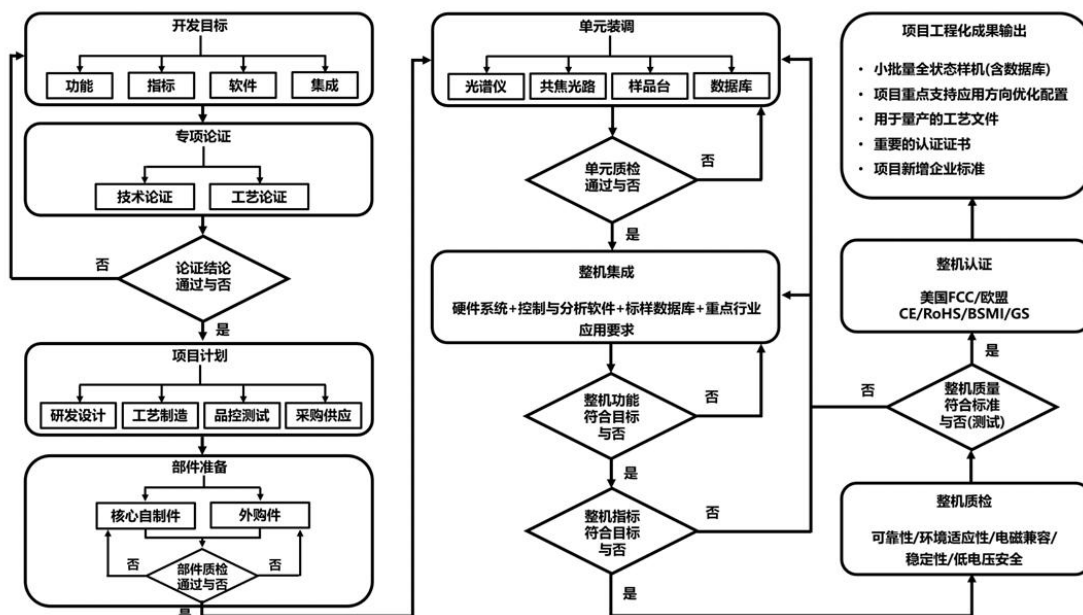 开发目标
功能
指标
软件
集成
专项论证
技术论证
工艺论证
论证结论
通过与否
否
是
项目计划
研发设计
工艺制造
品控测试
采购供应
部件准备
核心自制件
外购件
部件质检
通过与否
否
否
是
单元装调
光谱仪
共焦光路
样品台
数据库
单元质检
通过与否
否
是
整机集成
硬件系统+控制与分析软件+标样数据库+重点行业
应用要求
整机功能
符合目标
与否
否
是
整机指标
符合目标
与否
否
是
项目工程化成果输出
• 小批量全状态样机(含数据库)
• 项目重点支持应用方向优化配置
• 用于量产的工艺文件
• 重要的认证证书
• 项目新增企业标准
整机认证
美国FCC/欧盟
CE/RoHS/BSMI/GS
是
否
整机质量
符合标准
与否(测试)
整机质检
可靠性/环境适应性/电磁兼容/
稳定性/低电压安全